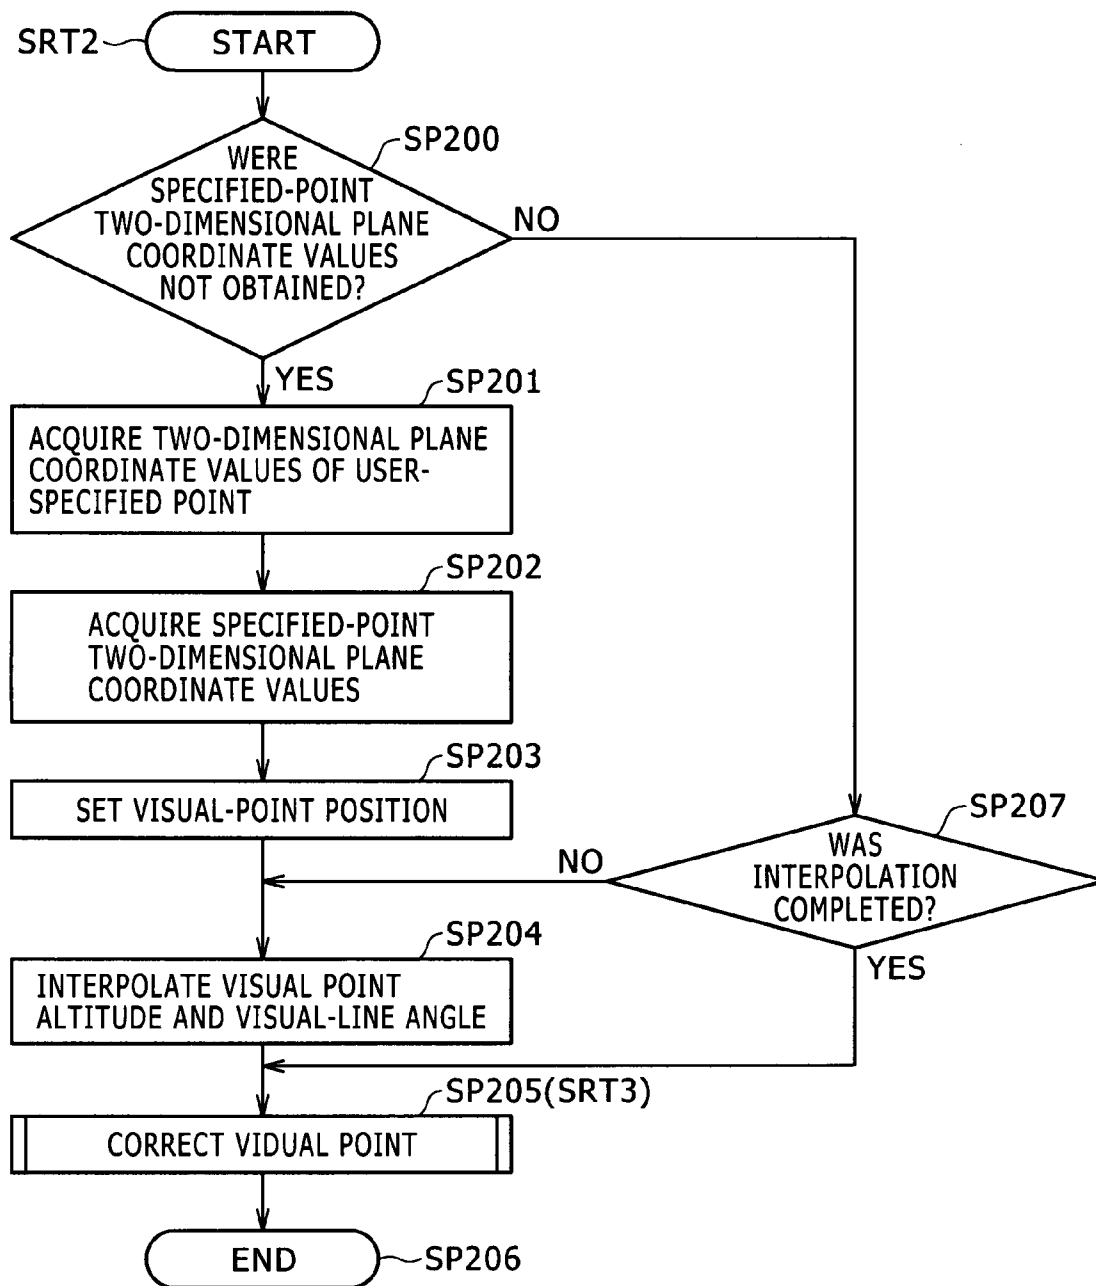 SRT2
START
SP200
WERE
SPECIFIED-POINT
TWO-DIMENSIONAL PLANE
COORDINATE VALUES
NOT OBTAINED?
NO
YES
SP201
ACQUIRE TWO-DIMENSIONAL PLANE
COORDINATE VALUES OF USER-
SPECIFIED POINT
SP202
ACQUIRE SPECIFIED-POINT
TWO-DIMENSIONAL PLANE
COORDINATE VALUES
SP203
SET VISUAL-POINT POSITION
SP207
WAS
INTERPOLATION
COMPLETED?
NO
YES
SP204
INTERPOLATE VISUAL POINT
ALTITUDE AND VISUAL-LINE ANGLE
SP205(SRT3)
CORRECT VIDUAL POINT
END
SP206